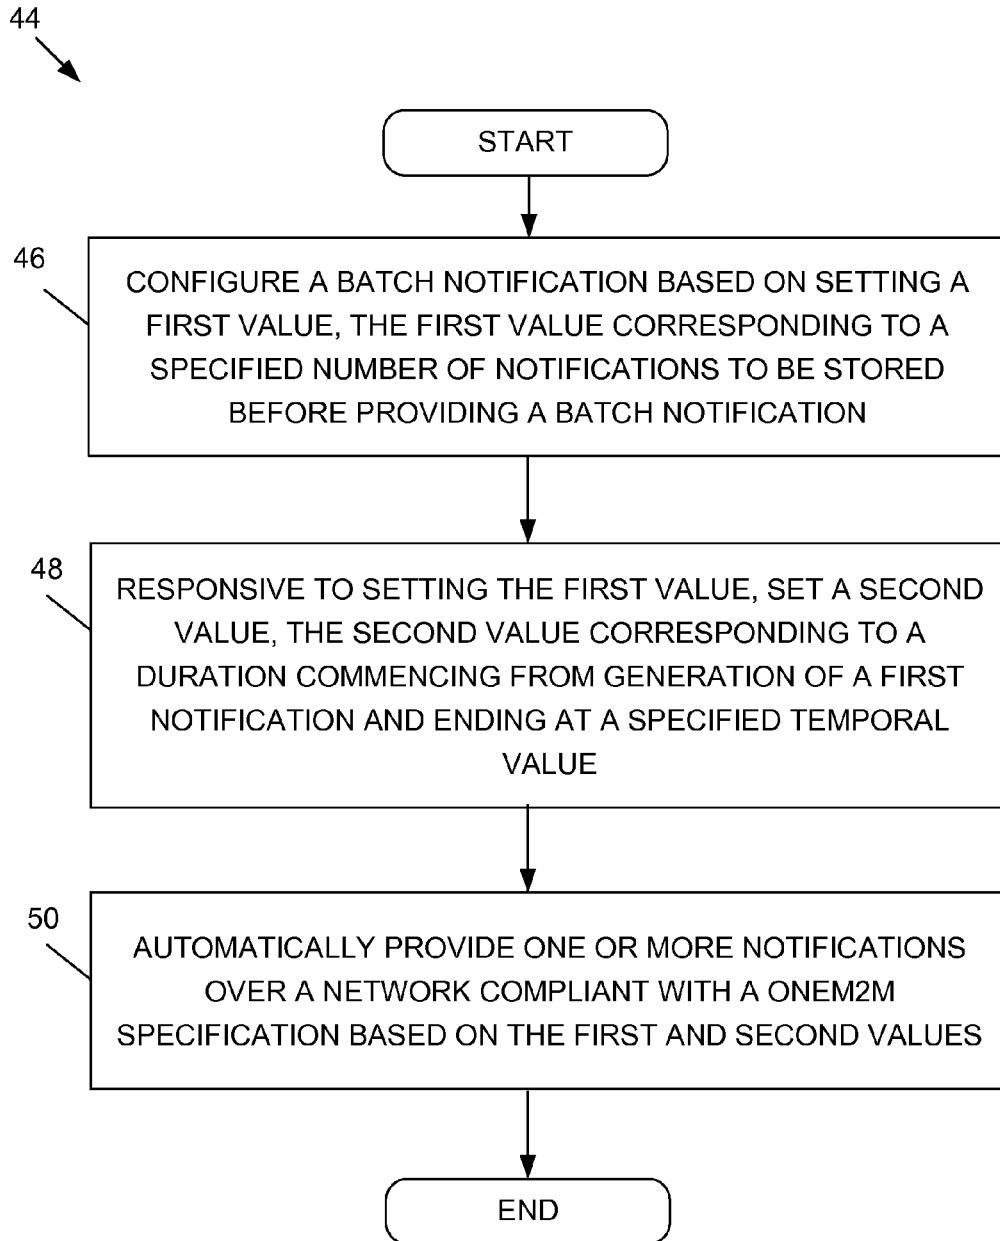 44
START
46
CONFIGURE A BATCH NOTIFICATION BASED ON SETTING A
FIRST VALUE, THE FIRST VALUE CORRESPONDING TO A
SPECIFIED NUMBER OF NOTIFICATIONS TO BE STORED
BEFORE PROVIDING A BATCH NOTIFICATION
48
RESPONSIVE TO SETTING THE FIRST VALUE, SET A SECOND
VALUE, THE SECOND VALUE CORRESPONDING TO A
DURATION COMMENCING FROM GENERATION OF A FIRST
NOTIFICATION AND ENDING AT A SPECIFIED TEMPORAL
VALUE
50
AUTOMATICALLY PROVIDE ONE OR MORE NOTIFICATIONS
OVER A NETWORK COMPLIANT WITH A ONEM2M
SPECIFICATION BASED ON THE FIRST AND SECOND VALUES
END